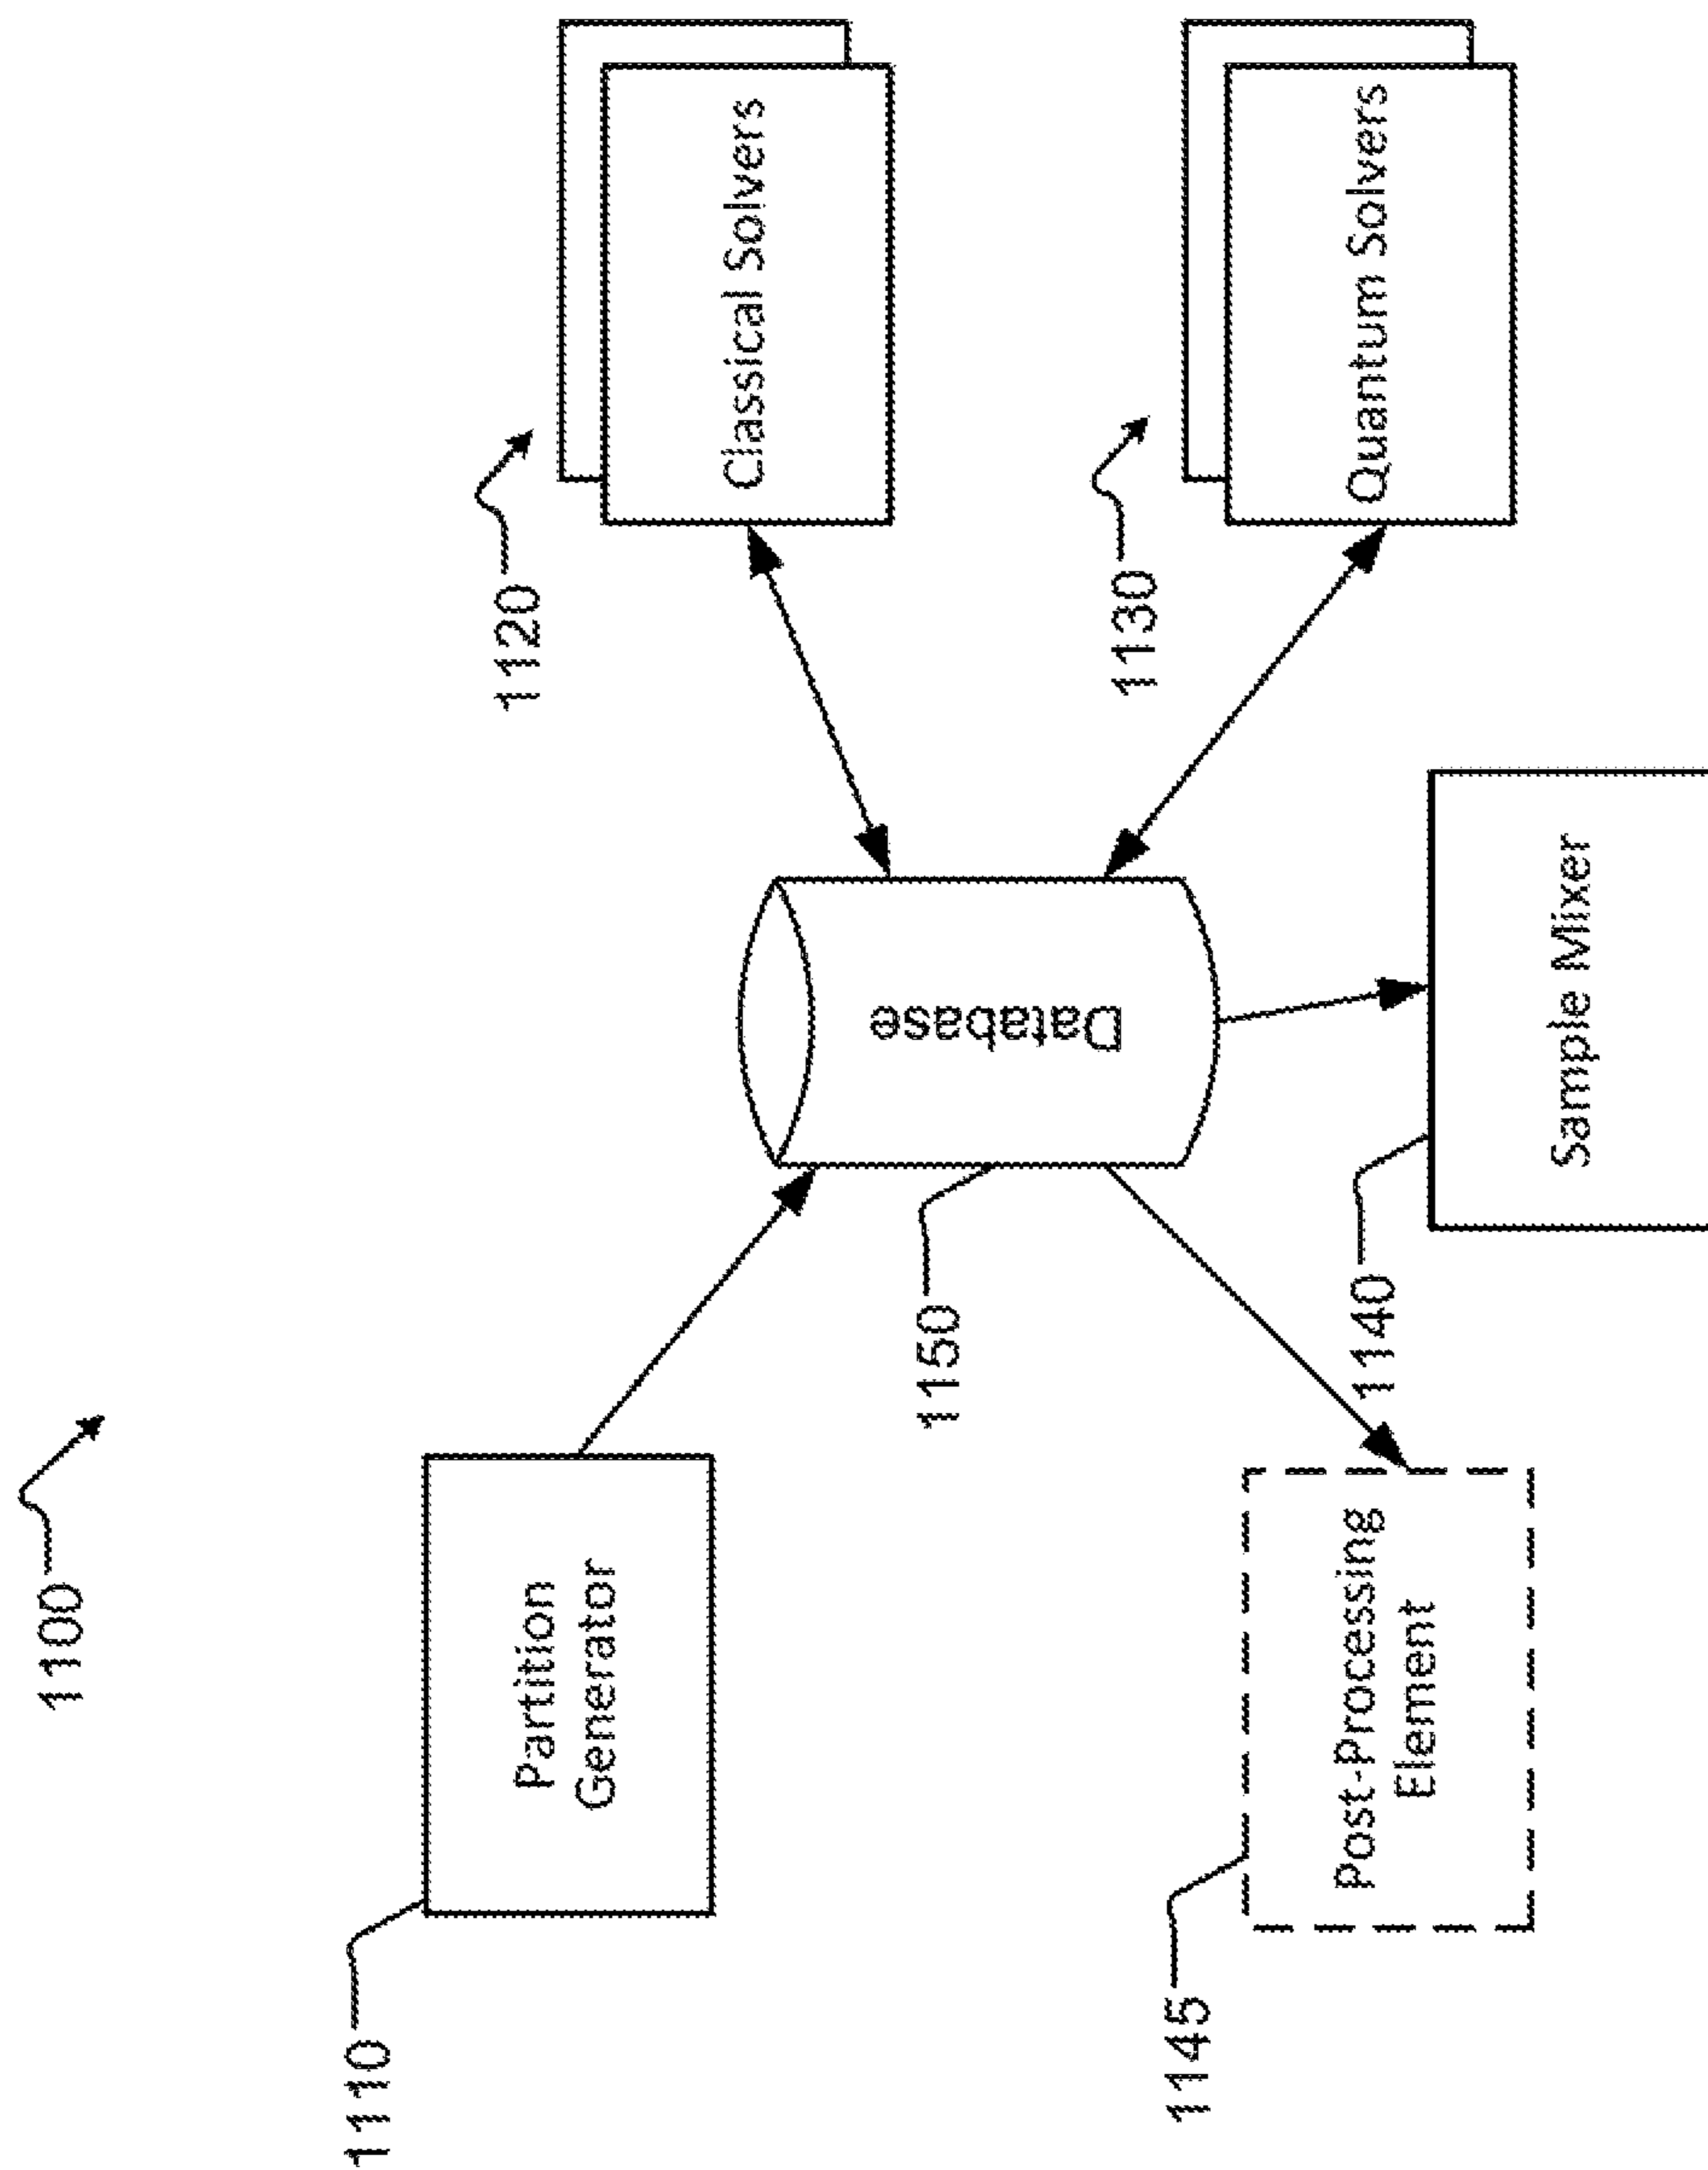 1100
1110
Partition
Generator
1120
Classical Solvers
1150
Database
1130
Quantum Solvers
1145
Post-Processing
Element
1140
Sample Mixer